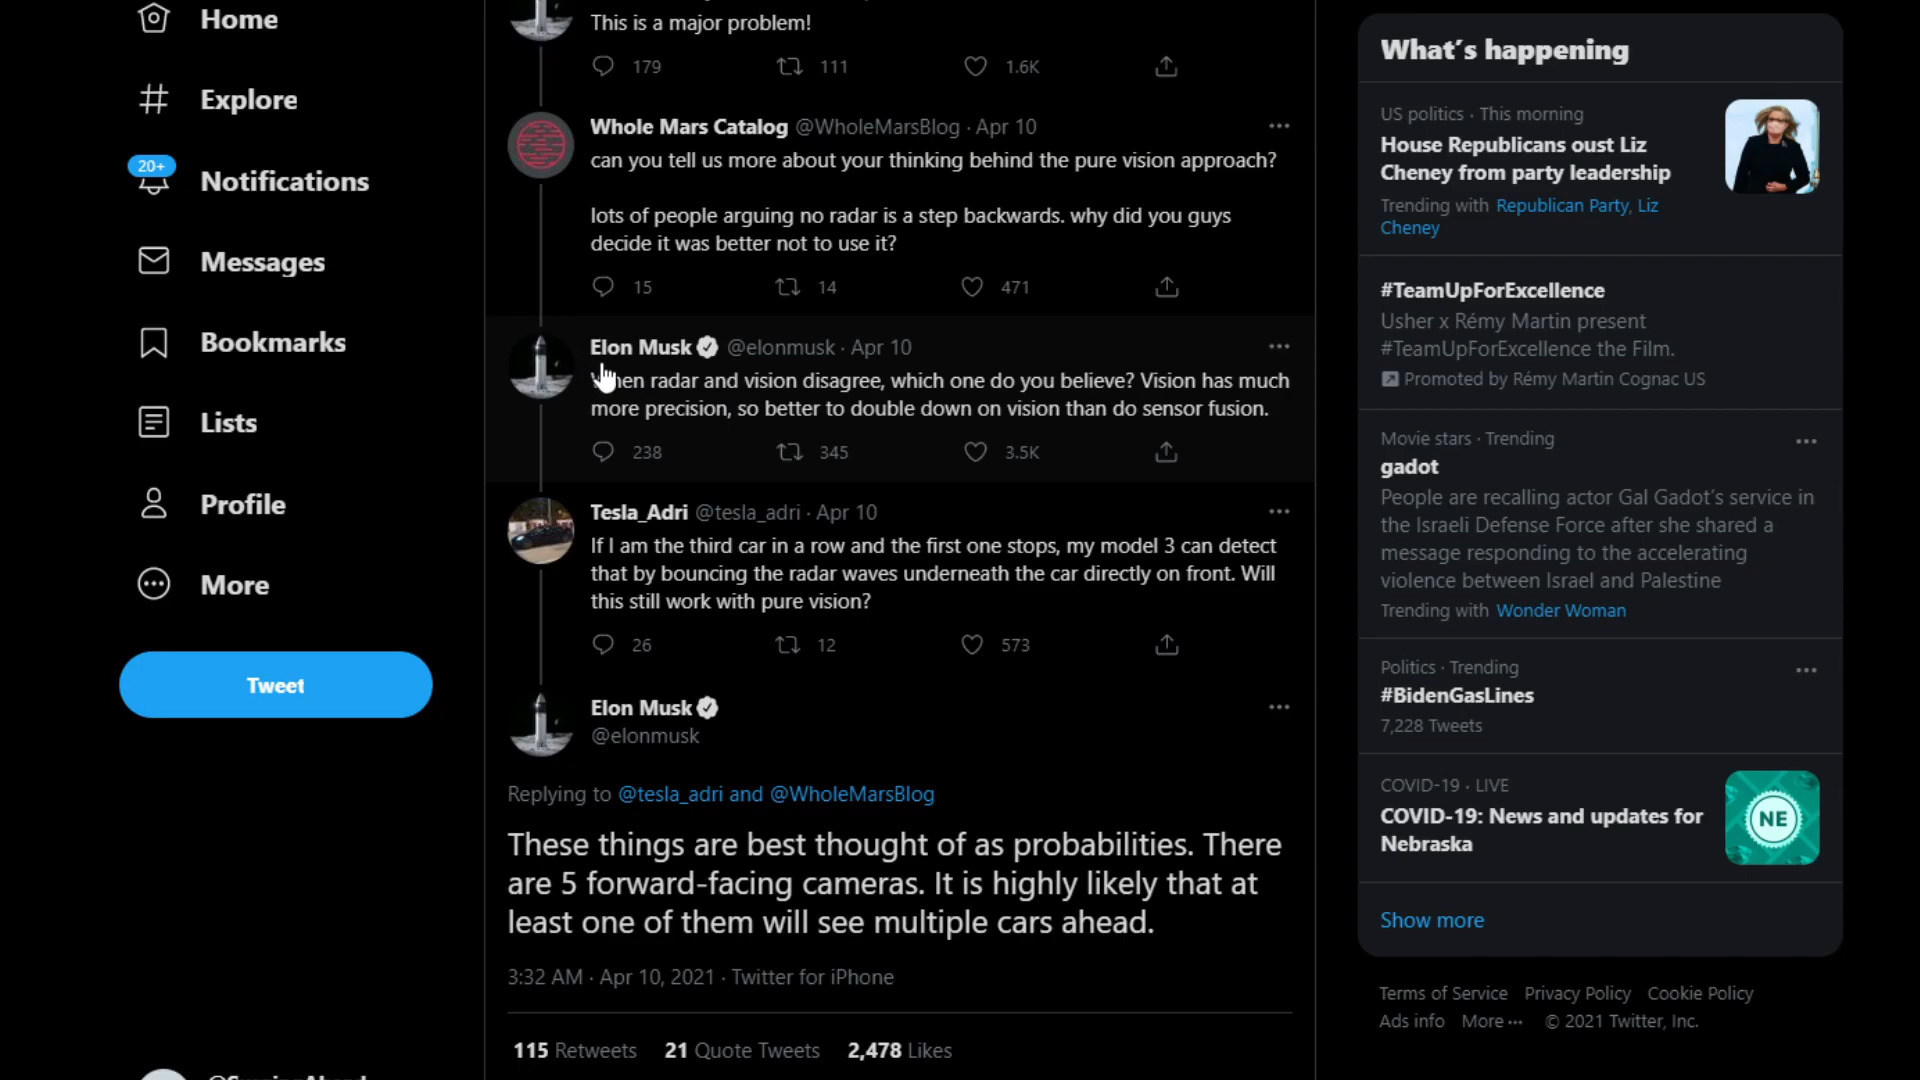 Home
Explore
20+
Notifications
Messages
Bookmarks
Lists
Profile
More
Tweet
This is a major problem!
179 111 1.6K
Whole Mars Catalog @WholeMarsBlog · Apr 10
can you tell us more about your thinking behind the pure vision approach?
lots of people arguing no radar is a step backwards. why did you guys
decide it was better not to use it?
15 14 471
Elon Musk @elonmusk · Apr 10
When radar and vision disagree, which one do you believe? Vision has much
more precision, so better to double down on vision than do sensor fusion.
238 345 3.5K
Tesla_Adri @tesla_adri · Apr 10
If I am the third car in a row and the first one stops, my model 3 can detect
that by bouncing the radar waves underneath the car directly on front. Will
this still work with pure vision?
26 12 573
Elon Musk
@elonmusk
Replying to @tesla_adri and @WholeMarsBlog
These things are best thought of as probabilities. There
are 5 forward-facing cameras. It is highly likely that at
least one of them will see multiple cars ahead.
3:32 AM · Apr 10, 2021 · Twitter for iPhone
115 Retweets 21 Quote Tweets 2,478 Likes
What's happening
US politics · This morning
House Republicans oust Liz
Cheney from party leadership
Trending with Republican Party, Liz
Cheney
#TeamUpForExcellence
Usher x Rémy Martin present
#TeamUpForExcellence the Film.
Promoted by Rémy Martin Cognac US
Movie stars · Trending
gadot
People are recalling actor Gal Gadot's service in
the Israeli Defense Force after she shared a
message responding to the accelerating
violence between Israel and Palestine
Trending with Wonder Woman
Politics · Trending
#BidenGasLines
7,228 Tweets
COVID-19 · LIVE
COVID-19: News and updates for
Nebraska
NE
Show more
Terms of Service Privacy Policy Cookie Policy
Ads info More ··· © 2021 Twitter, Inc.